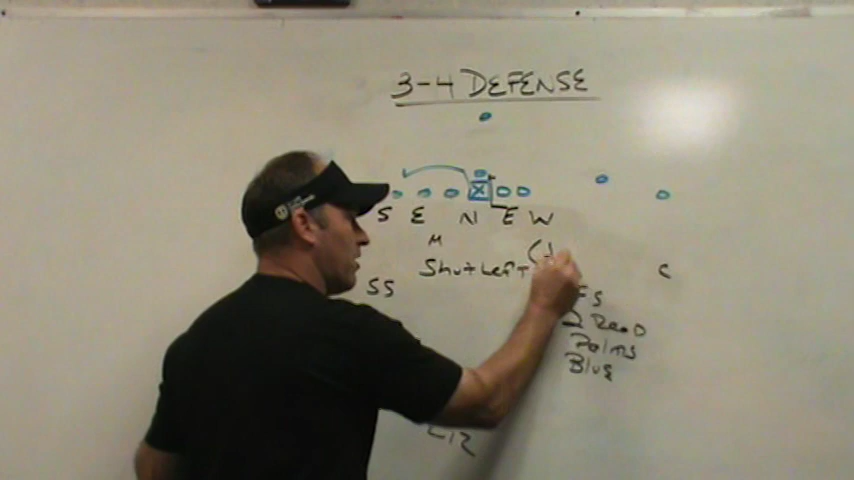 3-4 DEFENSE
X
S E N E W
M
Shut Left (
C
SS
FS
2 Read
Palms
Blue